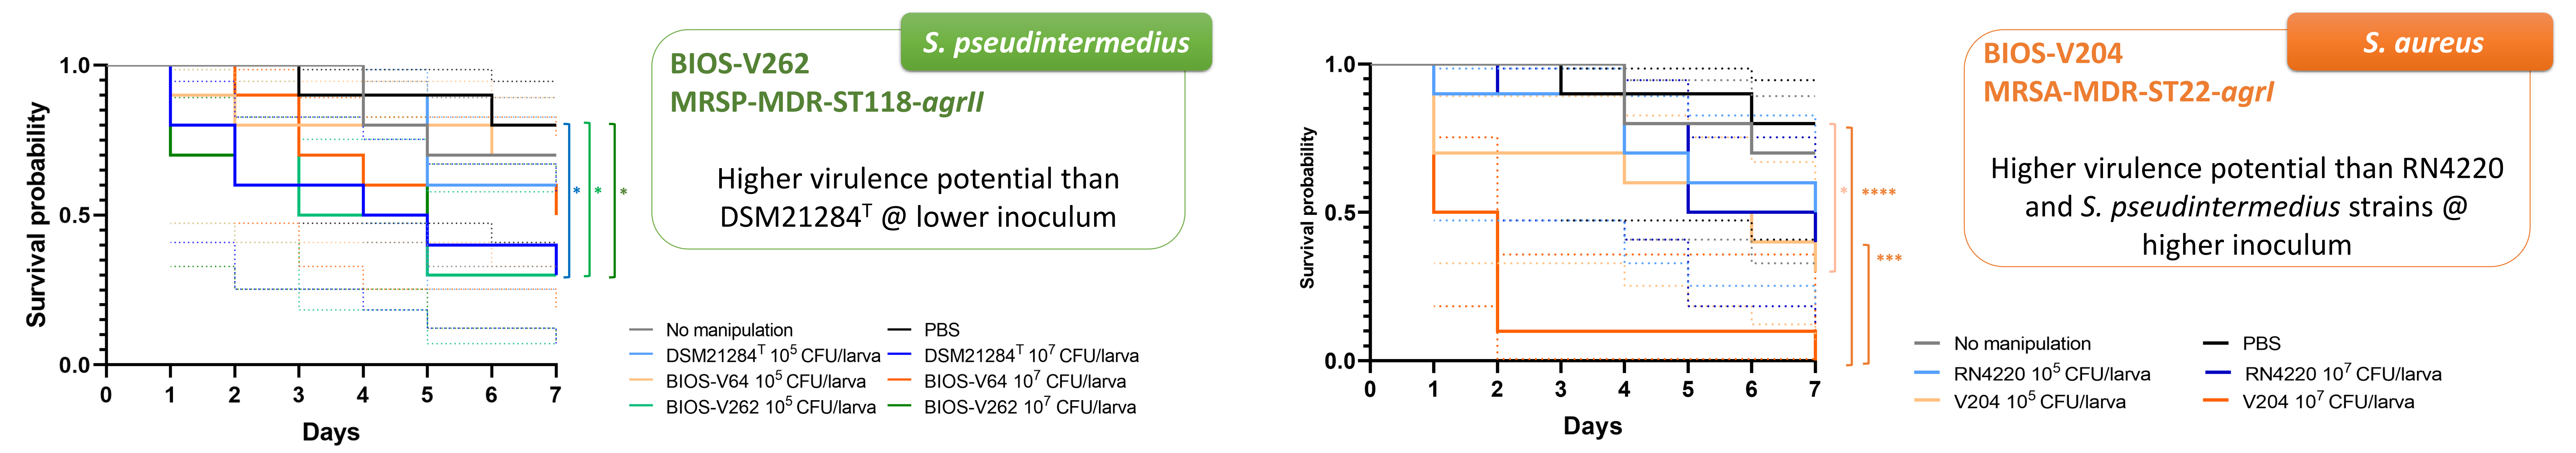 S. pseudintermedius
BIOS-V262
MRSP-MDR-ST118-agrII
Higher virulence potential than
DSM21284ᵀ @ lower inoculum
Survival probability
1.0
0.5
0.0
0 1 2 3 4 5 6 7
Days
* * *
No manipulation
PBS
DSM21284ᵀ 10⁵ CFU/larva
DSM21284ᵀ 10⁷ CFU/larva
BIOS-V64 10⁵ CFU/larva
BIOS-V64 10⁷ CFU/larva
BIOS-V262 10⁵ CFU/larva
BIOS-V262 10⁷ CFU/larva
S. aureus
BIOS-V204
MRSA-MDR-ST22-agrI
Higher virulence potential than RN4220
and S. pseudintermedius strains @
higher inoculum
Survival probability
1.0
0.5
0.0
0 1 2 3 4 5 6 7
Days
* ****
***
No manipulation
PBS
RN4220 10⁵ CFU/larva
RN4220 10⁷ CFU/larva
V204 10⁵ CFU/larva
V204 10⁷ CFU/larva